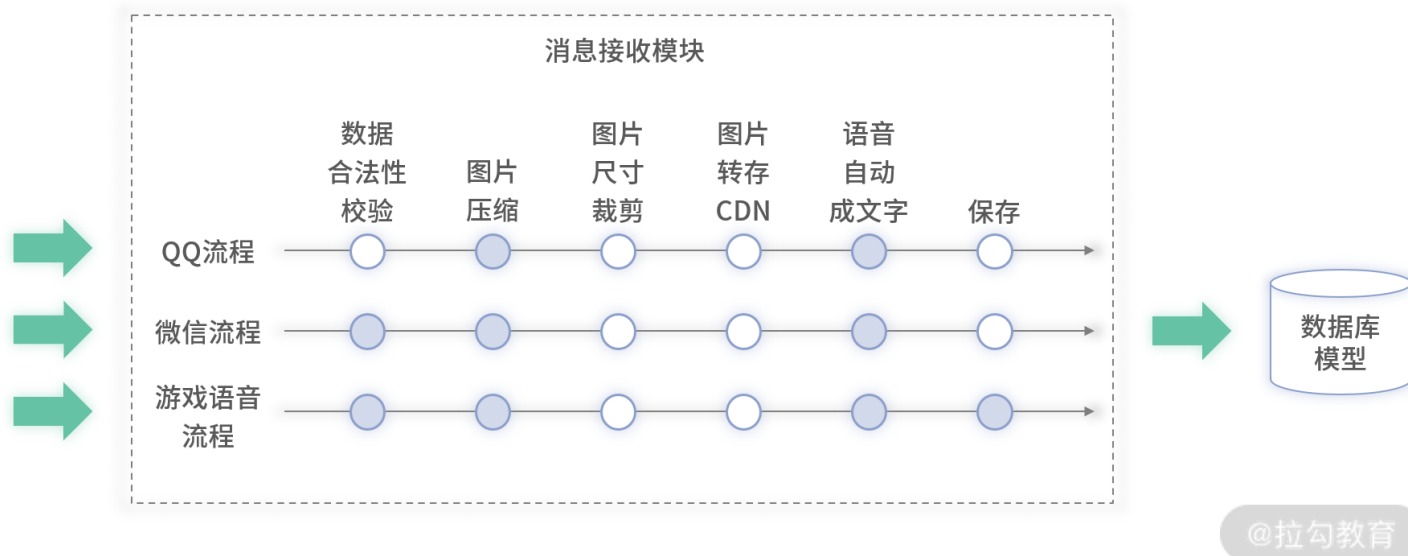 消息接收模块
数据
合法性
校验
图片
压缩
图片
尺寸
裁剪
图片
转存
CDN
语音
自动
成文字
保存
QQ流程
微信流程
游戏语音
流程
数据库
模型
@拉勾教育